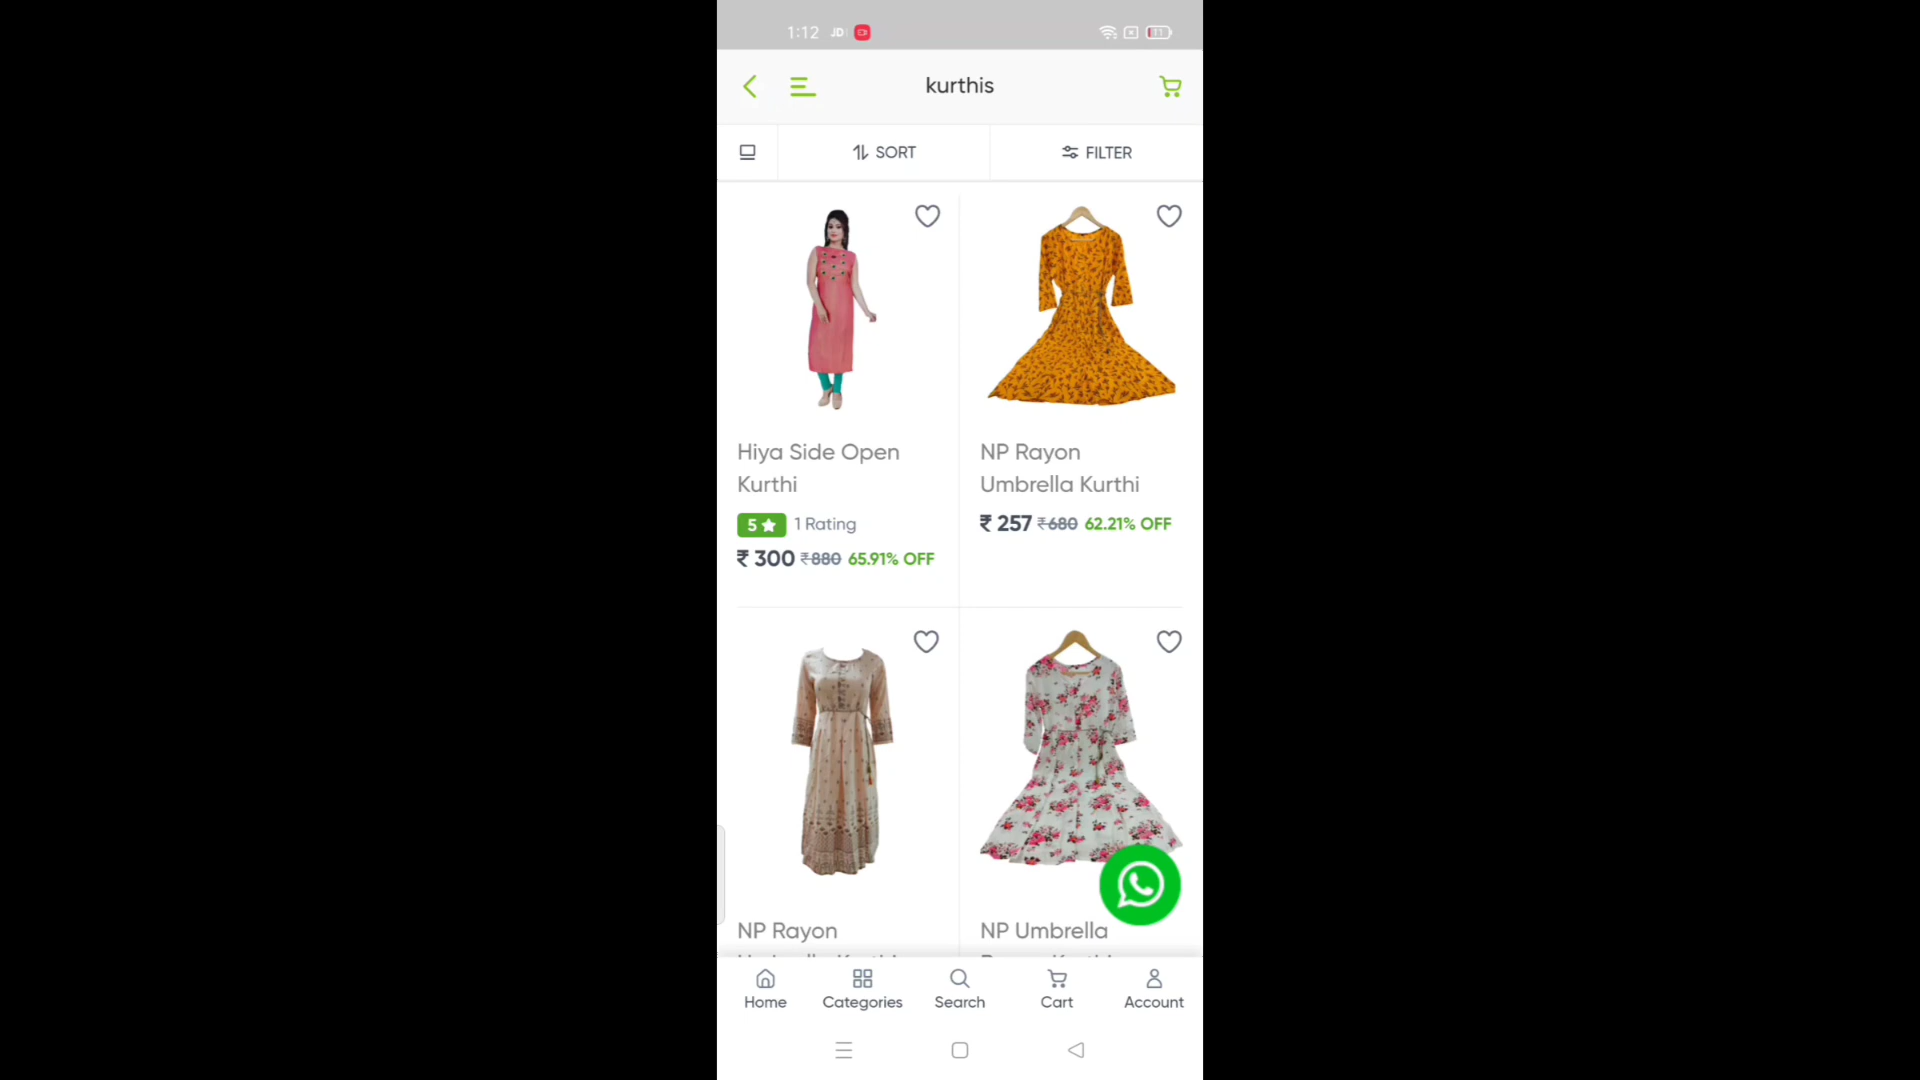 1:12 JD
kurthis
SORT
FILTER
Hiya Side Open
Kurthi
5 1 Rating
₹ 300 ₹880 65.91% OFF
NP Rayon
Umbrella Kurthi
₹ 257 ₹680 62.21% OFF
NP Rayon
NP Umbrella
Home
Categories
Search
Cart
Account